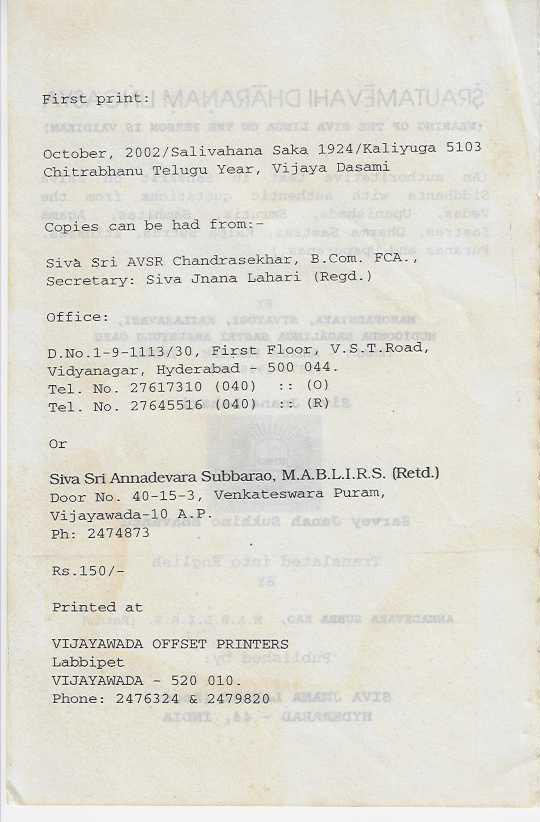 First print:
October, 2002/Salivahana Saka 1924/Kaliyuga 5103
Chitrabhanu Telugu Year, Vijaya Dasami
Copies can be had from:-
Siva Sri AVSR Chandrasekhar, B.Com. FCA.,
Secretary: Siva Jnana Lahari (Regd.)
Office:
D.No.1-9-1113/30, First Floor, V.S.T.Road,
Vidyanagar, Hyderabad - 500 044.
Tel. No. 27617310 (040) :: (O)
Tel. No. 27645516 (040) :: (R)
Or
Siva Sri Annadevara Subbarao, M.A.B.L.I.R.S. (Retd.)
Door No. 40-15-3, Venkateswara Puram,
Vijayawada-10 A.P.
Ph: 2474873
Rs.150/-
Printed at
VIJAYAWADA OFFSET PRINTERS
Labbipet
VIJAYAWADA - 520 010.
Phone: 2476324 & 2479820